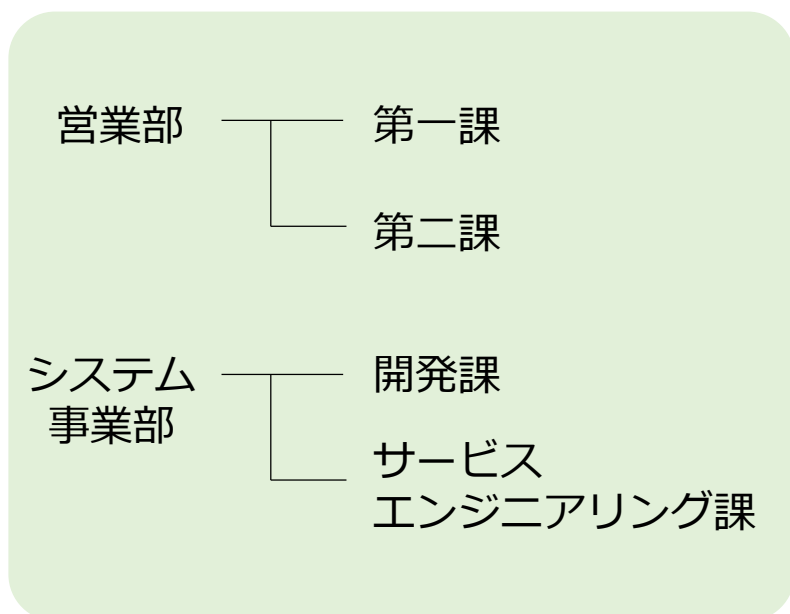 営業部
第一課
第二課
システム
事業部
開発課
サービス
エンジニアリング課